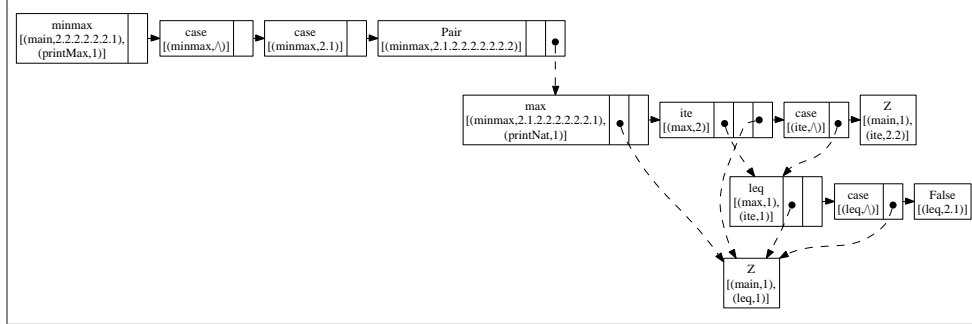 minmax
[(main,2.2.2.2.2.2.1),
(printMax,1)]
case
[(minmax,/\)]
case
[(minmax,2.1)]
Pair
[(minmax,2.1.2.2.2.2.2.2.2)]
max
[(minmax,2.1.2.2.2.2.2.2.1),
(printNat,1)]
ite
[(max,2)]
case
[(ite,/\)]
Z
[(main,1),
(ite,2.2)]
leq
[(max,1),
(ite,1)]
case
[(leq,/\)]
False
[(leq,2.1)]
Z
[(main,1),
(leq,1)]